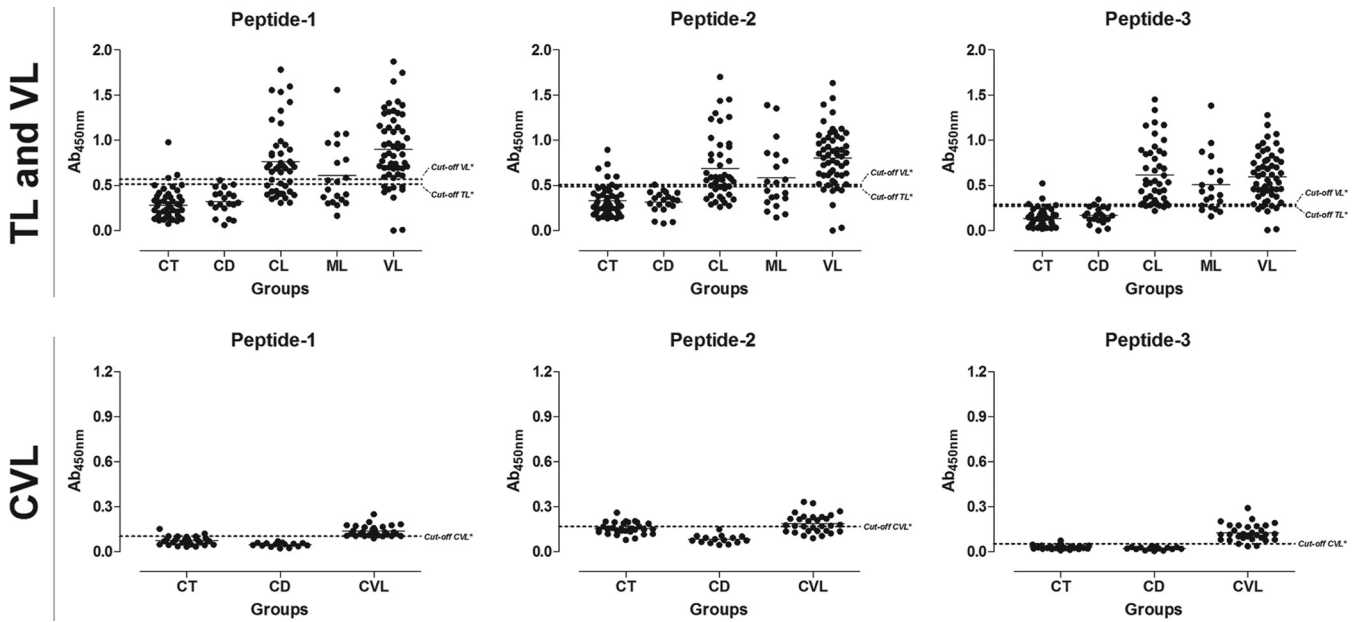 TL and VL
Peptide-1
Ab450nm
2.0
1.5
1.0
0.5
0.0
Cut-off VL*
Cut-off TL*
CT CD CL ML VL
Groups
Peptide-2
Ab450nm
2.0
1.5
1.0
0.5
0.0
Cut-off VL*
Cut-off TL*
CT CD CL ML VL
Groups
Peptide-3
Ab450nm
2.0
1.5
1.0
0.5
0.0
Cut-off VL*
Cut-off TL*
CT CD CL ML VL
Groups
CVL
Peptide-1
Ab450nm
1.2
0.9
0.6
0.3
0.0
Cut-off CVL*
CT CD CVL
Groups
Peptide-2
Ab450nm
1.2
0.9
0.6
0.3
0.0
Cut-off CVL*
CT CD CVL
Groups
Peptide-3
Ab450nm
1.2
0.9
0.6
0.3
0.0
Cut-off CVL*
CT CD CVL
Groups